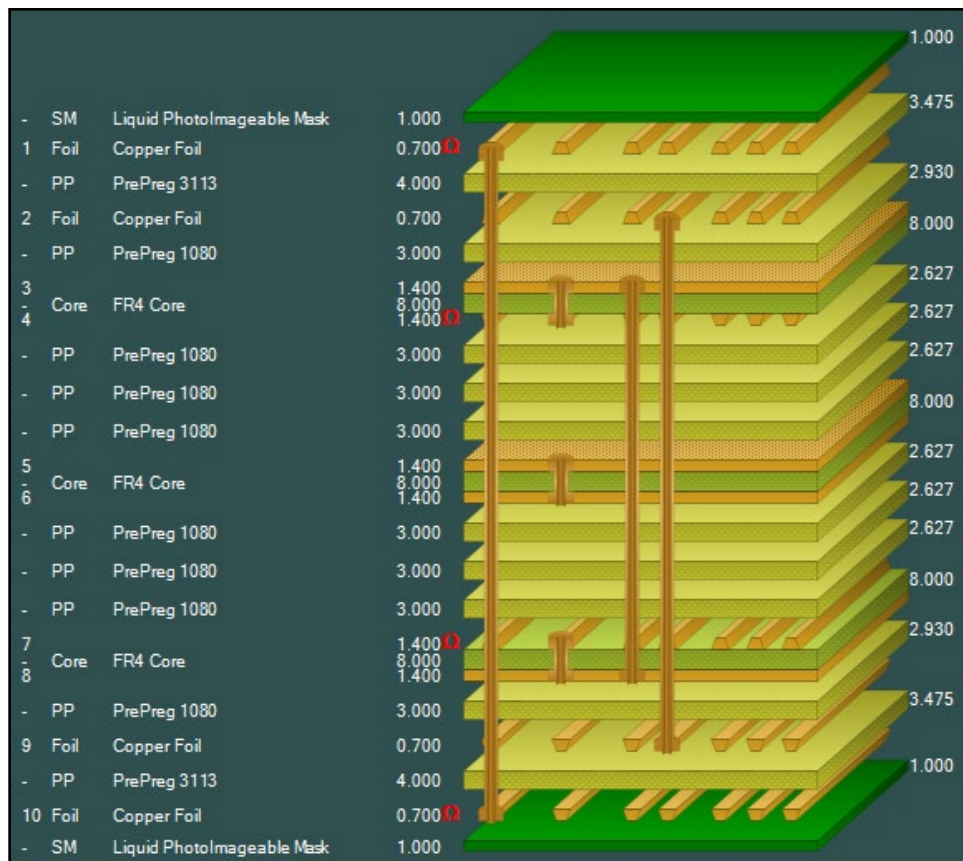 1.000
- SM Liquid PhotoImageable Mask 1.000
3.475
1 Foil Copper Foil 0.700 Ω
2.930
- PP PrePreg 3113 4.000
2 Foil Copper Foil 0.700
8.000
- PP PrePreg 1080 3.000
2.627
3 1.400
- Core FR4 Core 8.000
2.627
4 1.400 Ω
- PP PrePreg 1080 3.000
2.627
- PP PrePreg 1080 3.000
8.000
- PP PrePreg 1080 3.000
2.627
5 1.400
- Core FR4 Core 8.000
2.627
6 1.400
2.627
- PP PrePreg 1080 3.000
- PP PrePreg 1080 3.000
8.000
- PP PrePreg 1080 3.000
2.930
7 1.400 Ω
- Core FR4 Core 8.000
8 1.400
3.475
- PP PrePreg 1080 3.000
9 Foil Copper Foil 0.700
1.000
- PP PrePreg 3113 4.000
10 Foil Copper Foil 0.700 Ω
- SM Liquid PhotoImageable Mask 1.000